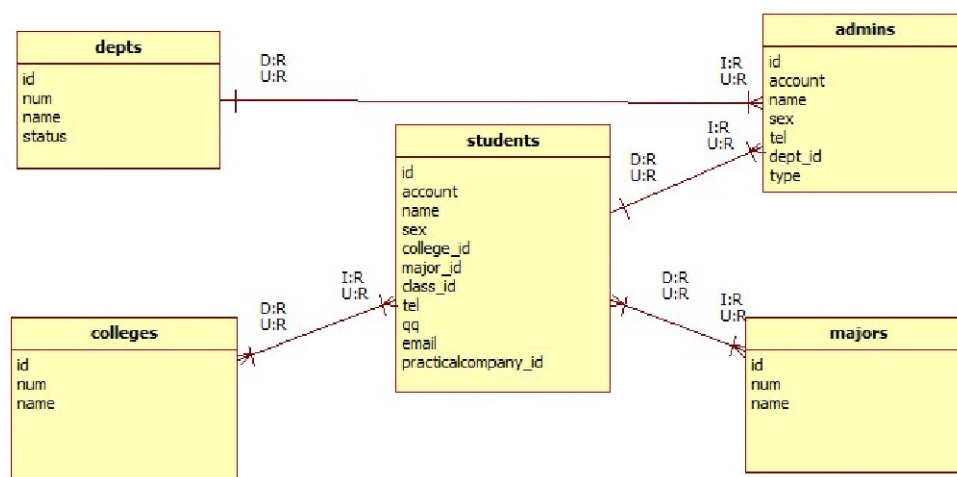 depts
id
num
name
status
D:R
U:R
I:R
U:R
admins
id
account
name
sex
tel
dept_id
type
I:R
U:R
D:R
U:R
students
id
account
name
sex
college_id
major_id
class_id
tel
qq
email
practicalcompany_id
I:R
U:R
D:R
U:R
D:R
U:R
I:R
U:R
colleges
id
num
name
majors
id
num
name